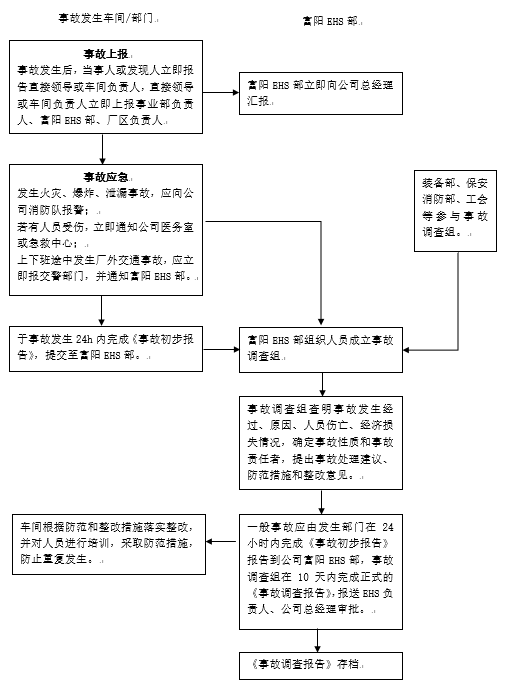 事故发生车间/部门
富阳 EHS 部
事故上报
事故发生后，当事人或发现人立即报
告直接领导或车间负责人，直接领导
或车间负责人立即上报事业部负责
人、富阳 EHS 部、厂区负责人
富阳 EHS 部立即向公司总经理
汇报
事故应急
发生火灾、爆炸、泄漏事故，应向公
司消防队报警；
若有人员受伤，立即通知公司医务室
或急救中心；
上下班途中发生厂外交通事故，应立
即报交警部门，并通知富阳 EHS 部。
装备部、保安
消防部、工会
等参与事故
调查组。
于事故发生 24h 内完成《事故初步报
告》，提交至富阳 EHS 部。
富阳 EHS 部组织人员成立事故
调查组
事故调查组查明事故发生经
过、原因、人员伤亡、经济损
失情况，确定事故性质和事故
责任者，提出事故处理建议、
防范措施和整改意见。
车间根据防范和整改措施落实整改，
并对人员进行培训，采取防范措施，
防止重复发生。
一般事故应由发生部门在 24
小时内完成《事故初步报告》
报告到公司富阳 EHS 部，事故
调查组在 10 天内完成正式的
《事故调查报告》，报送 EHS 负
责人、公司总经理审批。
《事故调查报告》存档